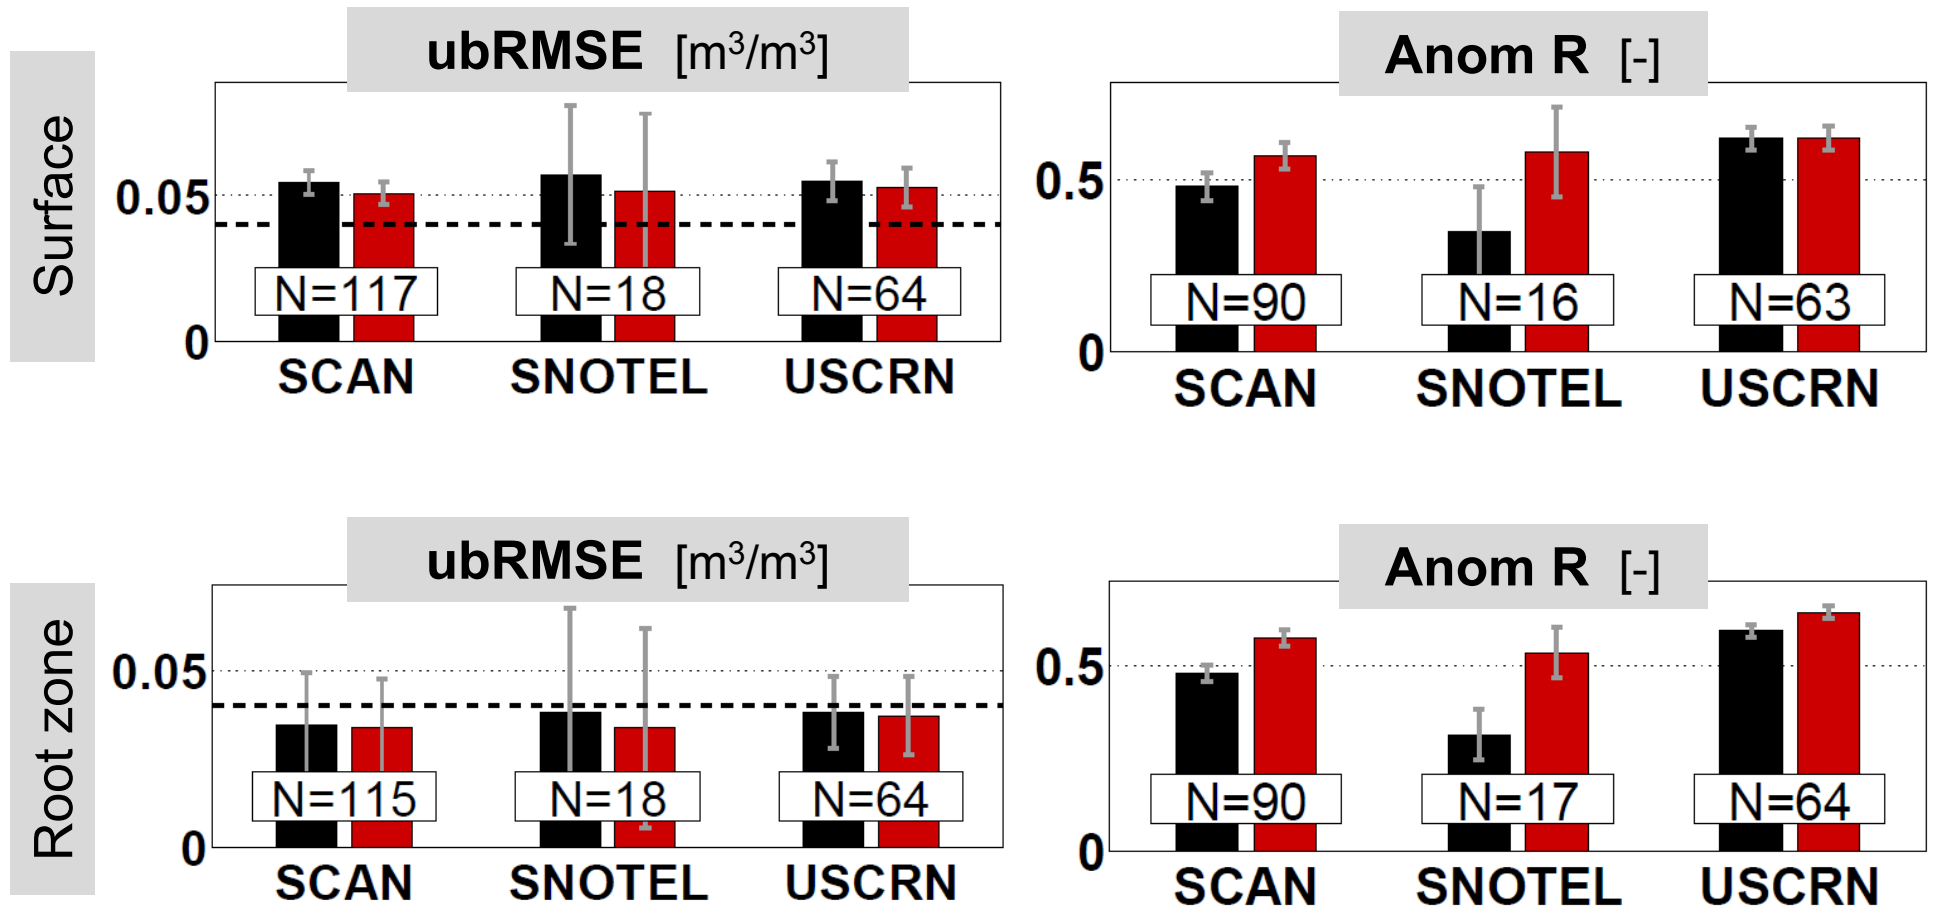 Surface
ubRMSE [m³/m³]
0.05
0
N=117
N=18
N=64
SCAN
SNOTEL
USCRN
Anom R [-]
0.5
0
N=90
N=16
N=63
SCAN
SNOTEL
USCRN
Root zone
ubRMSE [m³/m³]
0.05
0
N=115
N=18
N=64
SCAN
SNOTEL
USCRN
Anom R [-]
0.5
0
N=90
N=17
N=64
SCAN
SNOTEL
USCRN